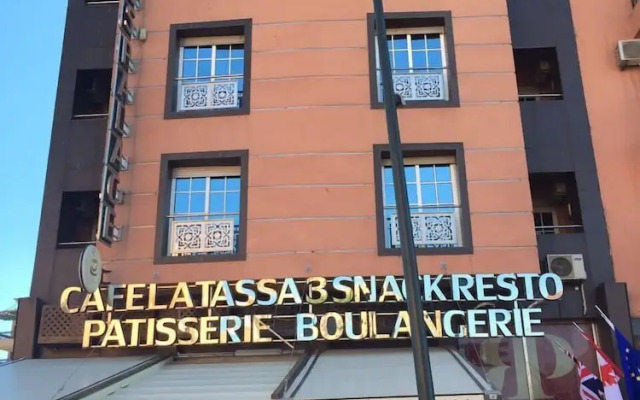 CAFE LA TASSA 3 SNACK RESTO
PATISSERIE BOULANGERIE